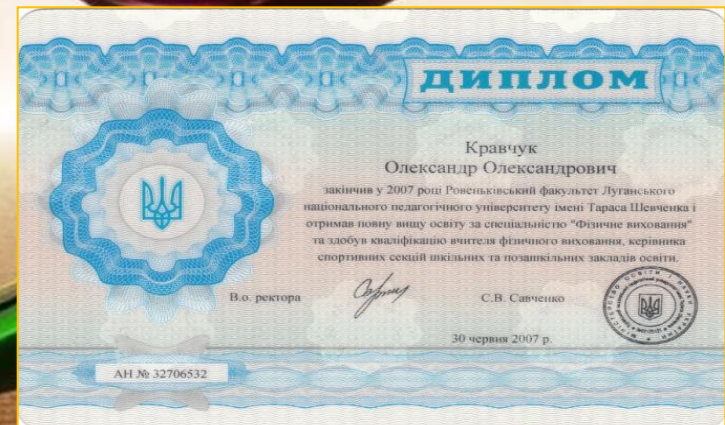 ДИПЛОМ
Кравчук
Олександр Олександрович
закінчив у 2007 році Ровеньківський факультет Луганського
національного педагогічного університету імені Тараса Шевченка і
отримав повну вищу освіту за спеціальністю "Фізичне виховання"
та здобув кваліфікацію вчителя фізичного виховання, керівника
спортивних секцій шкільних та позашкільних закладів освіти.
В.о. ректора С.В. Савченко
30 червня 2007 р.
АН № 32706532